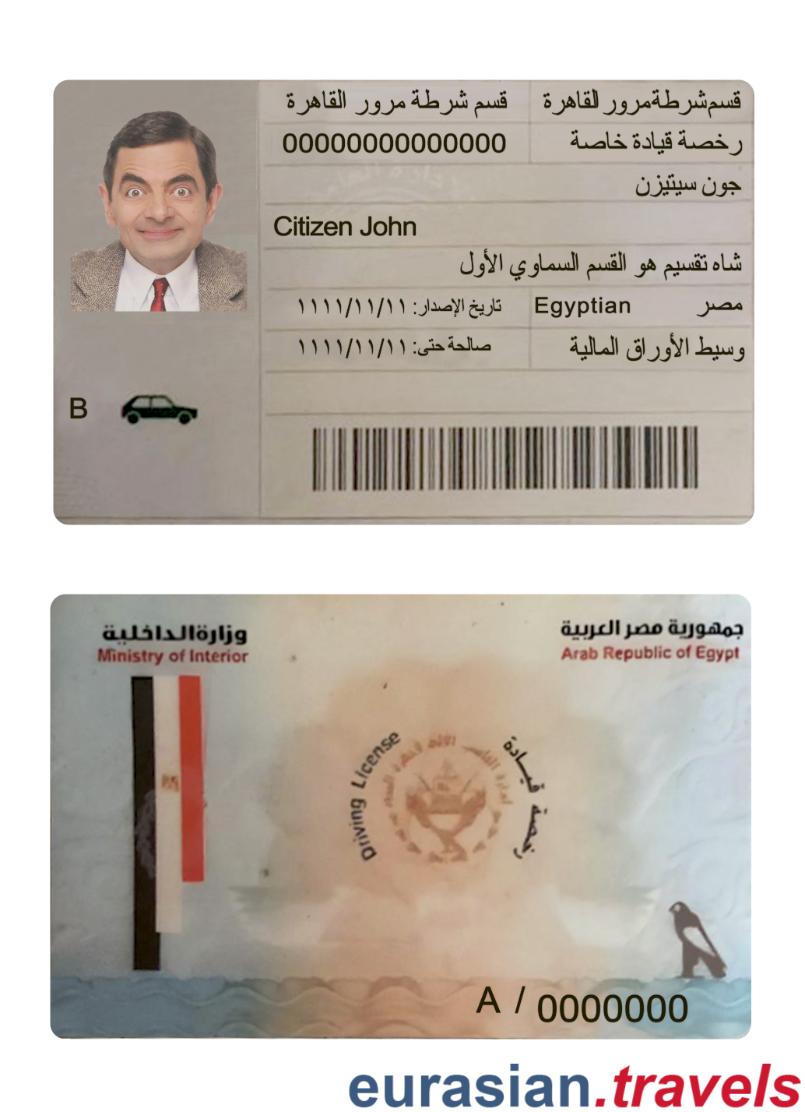 قسم شرطة مرور القاهرة قسم شرطة مرور القاهرة
رخصة قيادة خاصة 00000000000000
جون سيتيزن
Citizen John
شاه تقسيم هو القسم السماوي الأول
مصر Egyptian تاريخ الإصدار: ١١١١/١١/١١
وسيط الأوراق المالية صالحة حتى: ١١١١/١١/١١
B
جمهورية مصر العربية وزارة الداخلية
Arab Republic of Egypt Ministry of Interior
Driving License رخصة قيادة
A / 0000000
eurasian.travels